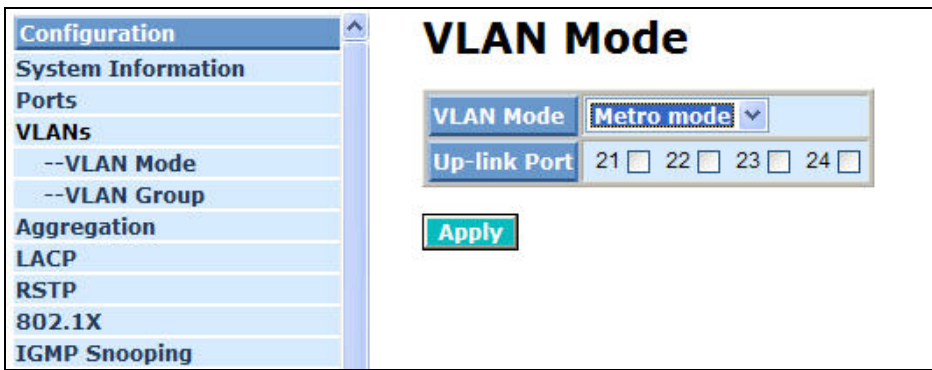 Configuration
System Information
Ports
VLANs
--VLAN Mode
--VLAN Group
Aggregation
LACP
RSTP
802.1X
IGMP Snooping
VLAN Mode
VLAN Mode Metro mode
Up-link Port 21 22 23 24
Apply